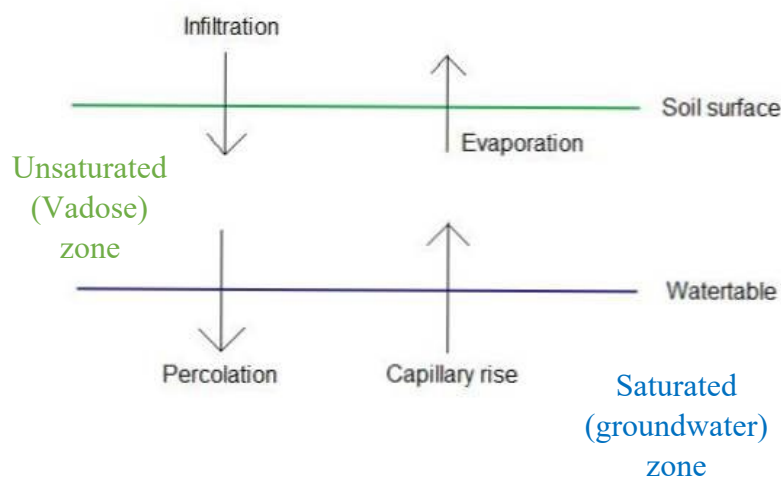 Infiltration
Soil surface
Evaporation
Unsaturated
(Vadose)
zone
Watertable
Percolation
Capillary rise
Saturated
(groundwater)
zone